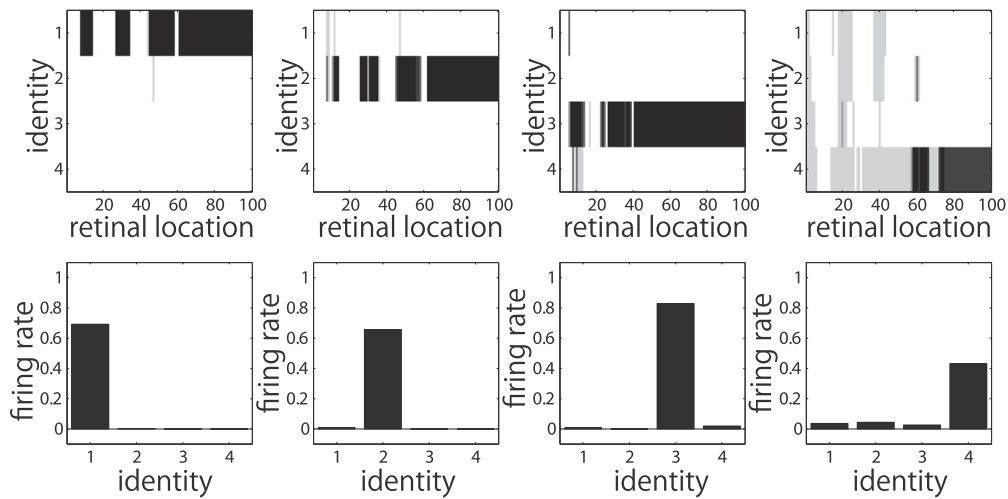 1 1 1 1
identity identity identity identity
2 2 2 2
3 3 3 3
4 4 4 4
20 40 60 80 100 20 40 60 80 100 20 40 60 80 100 20 40 60 80 100
retinal location retinal location retinal location retinal location
1 1 1 1
firing rate firing rate firing rate firing rate
0.8 0.8 0.8 0.8
0.6 0.6 0.6 0.6
0.4 0.4 0.4 0.4
0.2 0.2 0.2 0.2
0 0 0 0
1 2 3 4 1 2 3 4 1 2 3 4 1 2 3 4
identity identity identity identity